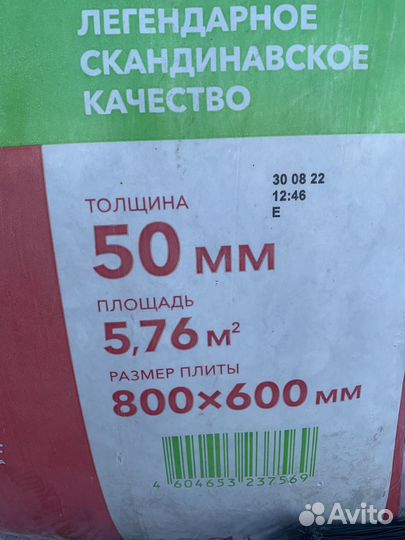 ЛЕГЕНДАРНОЕ
СКАНДИНАВСКОЕ
КАЧЕСТВО
30 08 22
12:46
E
ТОЛЩИНА
50 мм
ПЛОЩАДЬ
5,76 м²
РАЗМЕР ПЛИТЫ
800×600 мм
4 604653 237569
Avito